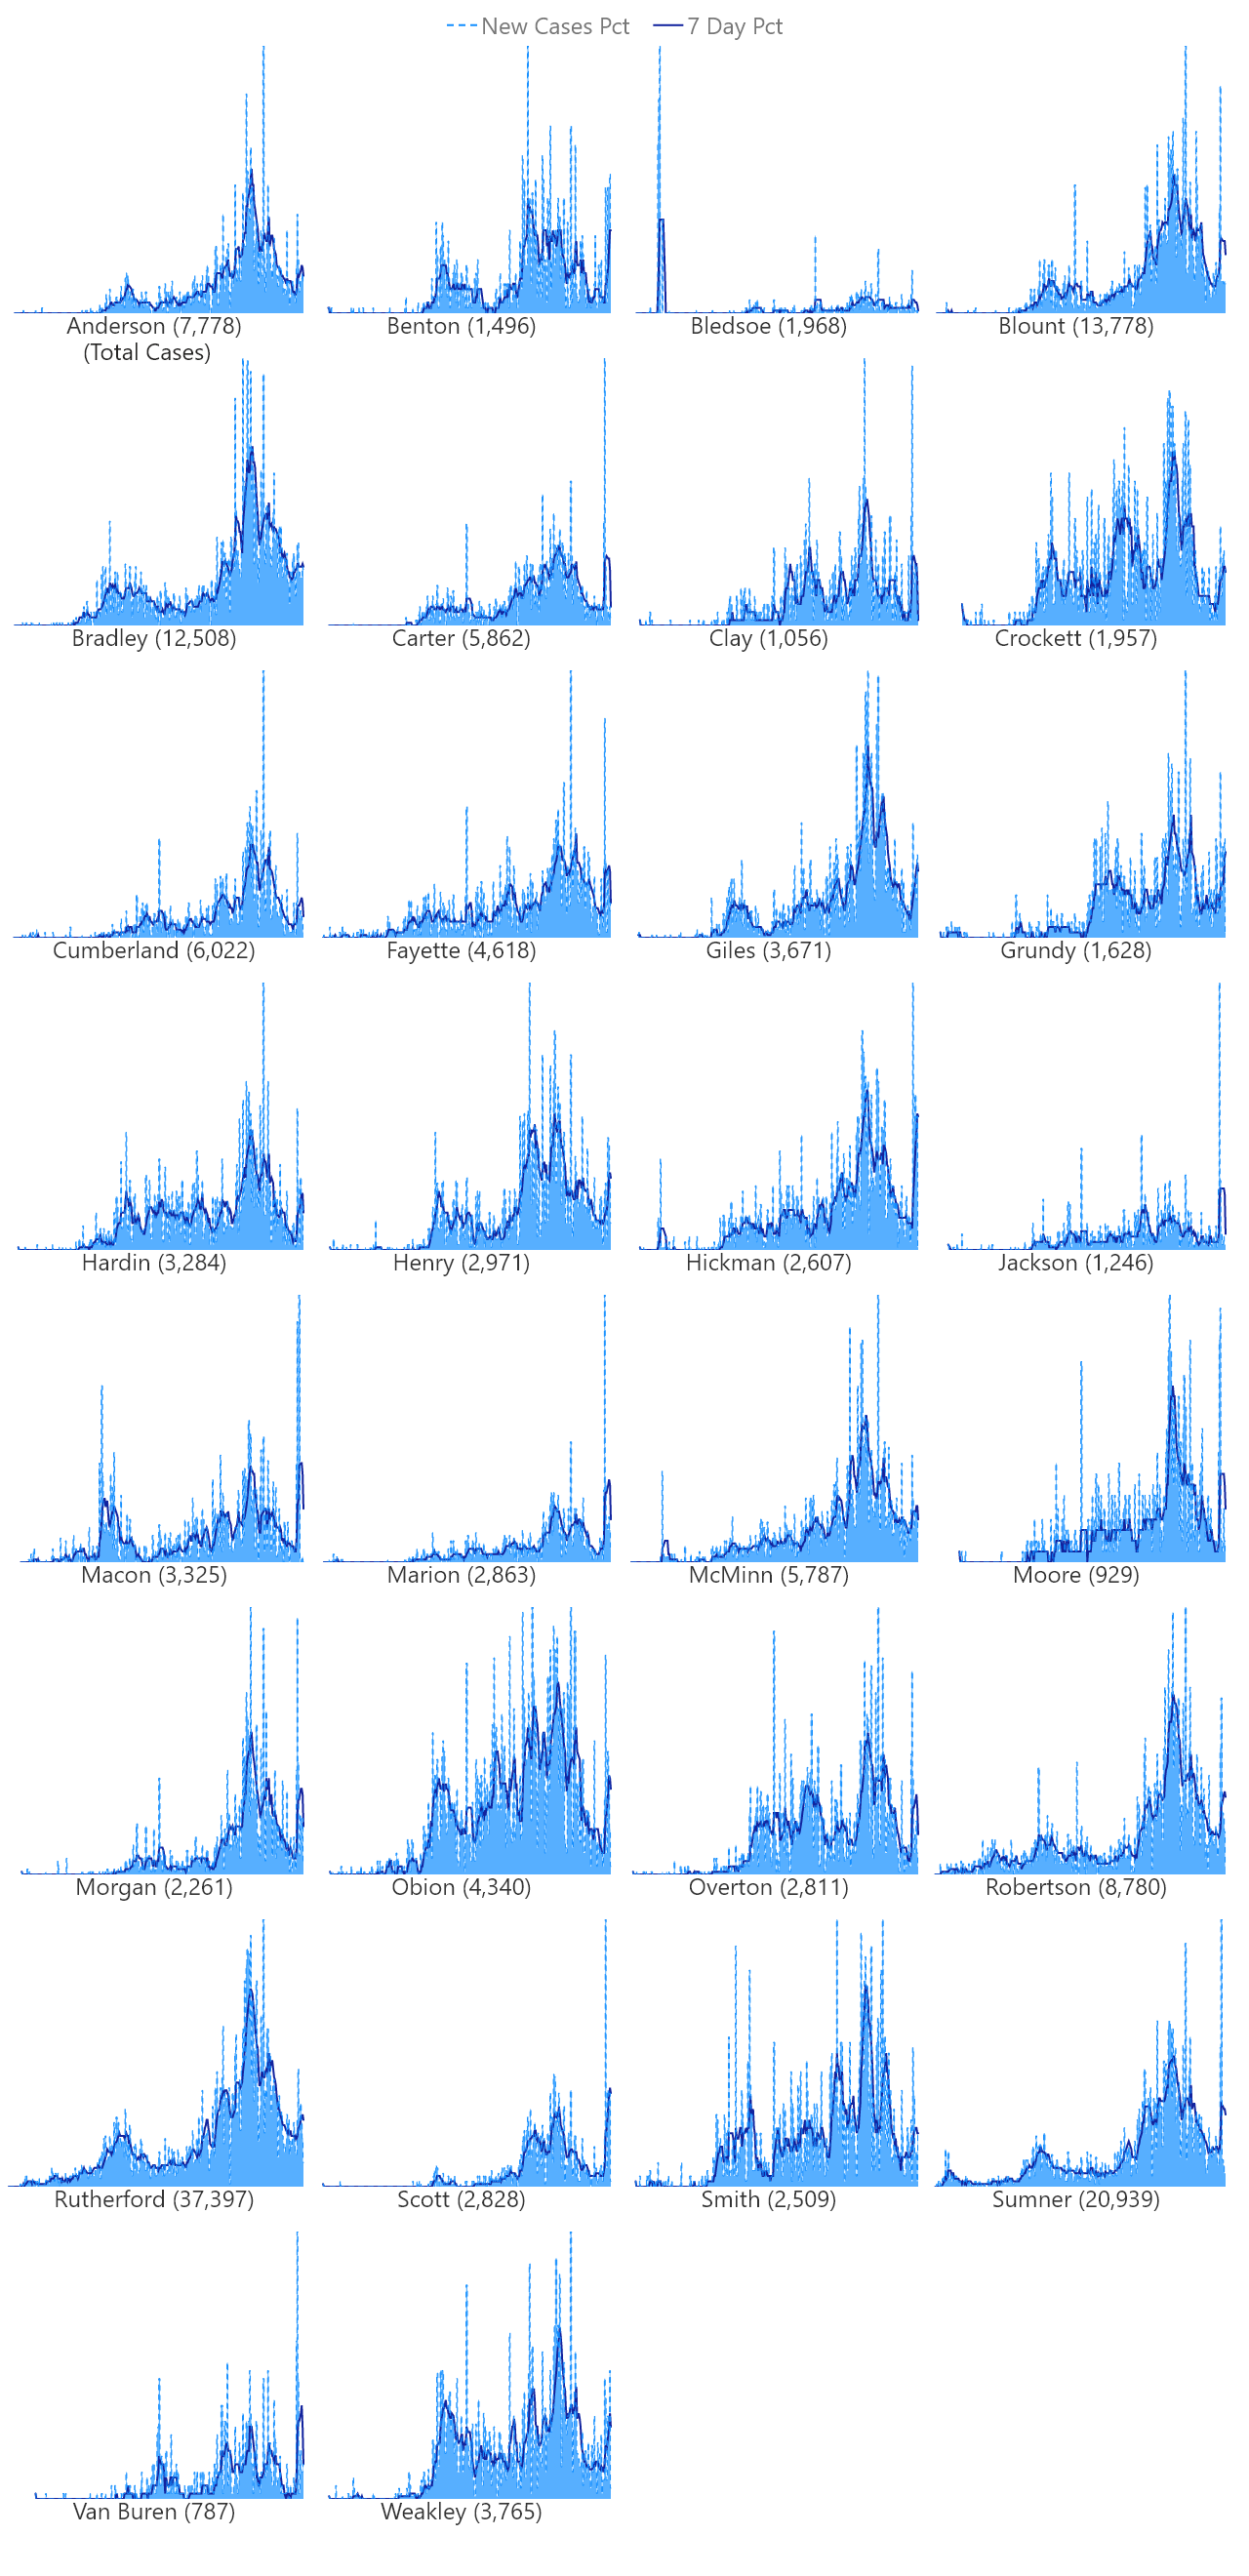 New Cases Pct 7 Day Pct
Anderson (7,778) Benton (1,496) Bledsoe (1,968) Blount (13,778)
(Total Cases)
Bradley (12,508) Carter (5,862) Clay (1,056) Crockett (1,957)
Cumberland (6,022) Fayette (4,618) Giles (3,671) Grundy (1,628)
Hardin (3,284) Henry (2,971) Hickman (2,607) Jackson (1,246)
Macon (3,325) Marion (2,863) McMinn (5,787) Moore (929)
Morgan (2,261) Obion (4,340) Overton (2,811) Robertson (8,780)
Rutherford (37,397) Scott (2,828) Smith (2,509) Sumner (20,939)
Van Buren (787) Weakley (3,765)